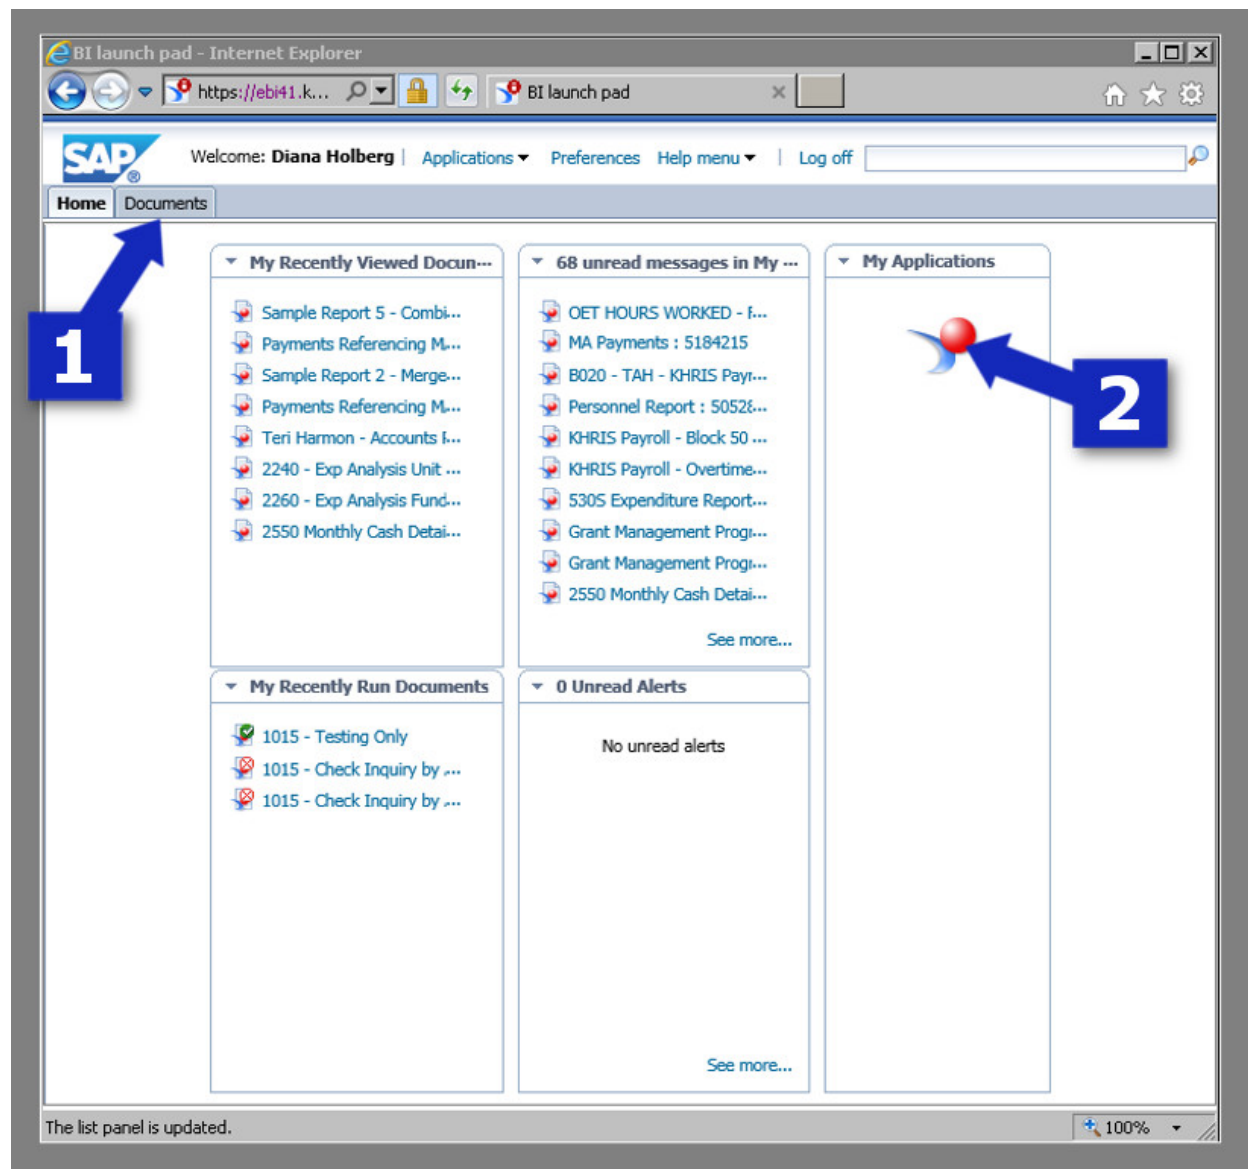 BI launch pad - Internet Explorer
https://ebi41.k...
BI launch pad
SAP
®
Welcome: Diana Holberg | Applications Preferences Help menu | Log off
Home Documents
1
2
My Recently Viewed Docun...
Sample Report 5 - Combi...
Payments Referencing M...
Sample Report 2 - Merge...
Payments Referencing M...
Teri Harmon - Accounts
2240 - Exp Analysis Unit ...
2260 - Exp Analysis Fund...
2550 Monthly Cash Detai...
68 unread messages in My ...
OET HOURS WORKED -
MA Payments : 5184215
B020 - TAH - KHRIS Payr...
Personnel Report : 50528...
KHRIS Payroll - Block 50 ...
KHRIS Payroll - Overtime...
530S Expenditure Report...
Grant Management Progr...
Grant Management Progr...
2550 Monthly Cash Detai...
See more...
My Applications
My Recently Run Documents
1015 - Testing Only
1015 - Check Inquiry by ...
1015 - Check Inquiry by ...
0 Unread Alerts
No unread alerts
See more...
The list panel is updated.
100%